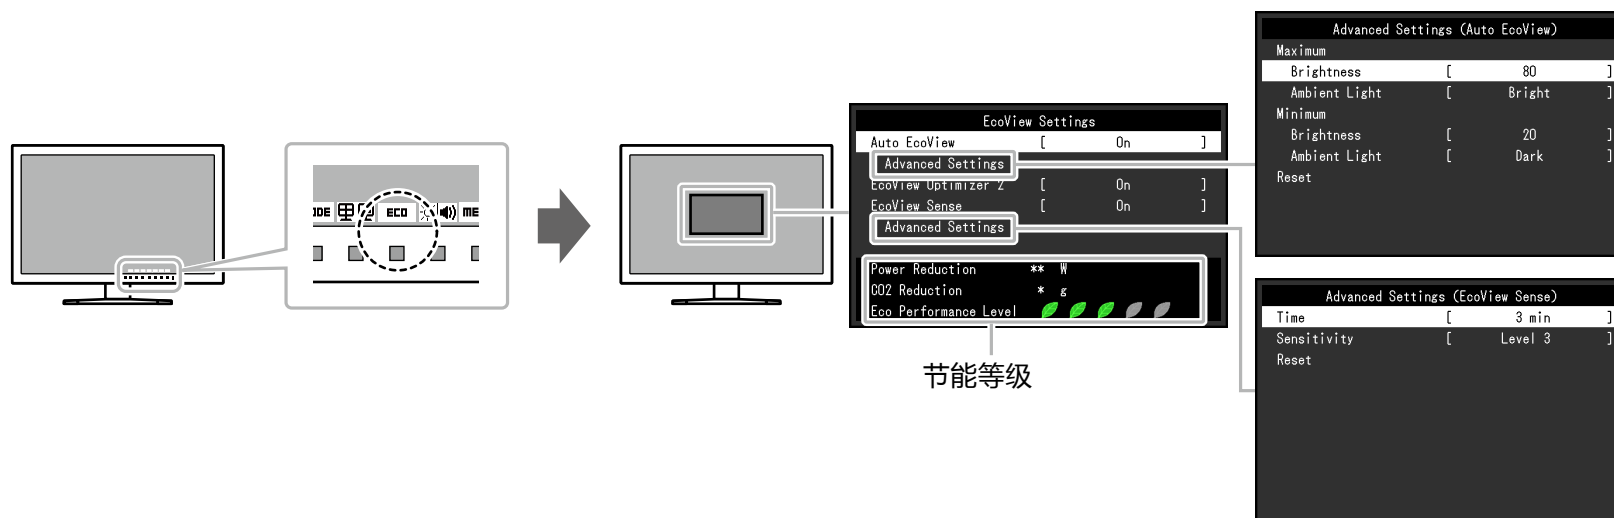 ECO
EcoView Settings
Auto EcoView [ On ]
Advanced Settings
EcoView Optimizer 2 [ On ]
EcoView Sense [ On ]
Advanced Settings
Power Reduction ** W
CO2 Reduction * g
Eco Performance Level
节能等级
Advanced Settings (Auto EcoView)
Maximum
Brightness [ 80 ]
Ambient Light [ Bright ]
Minimum
Brightness [ 20 ]
Ambient Light [ Dark ]
Reset
Advanced Settings (EcoView Sense)
Time [ 3 min ]
Sensitivity [ Level 3 ]
Reset